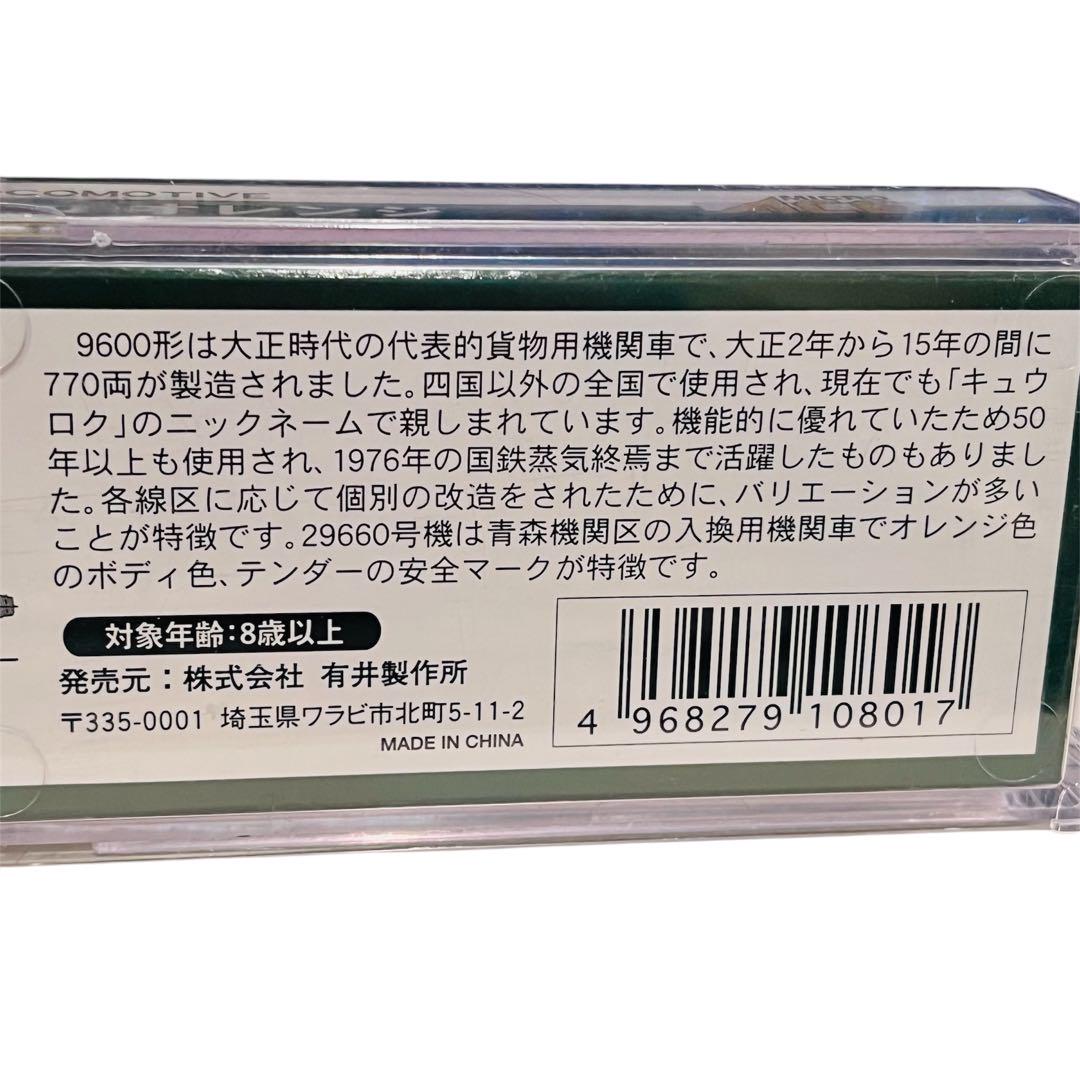 COMOTIVE
レンジ
MICRO
9600形は大正時代の代表的貨物用機関車で、大正2年から15年の間に
770両が製造されました。四国以外の全国で使用され、現在でも「キュウ
ロク」のニックネームで親しまれています。機能的に優れていたため50
年以上も使用され、1976年の国鉄蒸気終焉まで活躍したものもありまし
た。各線区に応じて個別の改造をされたために、バリエーションが多い
ことが特徴です。29660号機は青森機関区の入換用機関車でオレンジ色
のボディ色、テンダーの安全マークが特徴です。
対象年齢:8歳以上
発売元：株式会社 有井製作所
〒335-0001 埼玉県ワラビ市北町5-11-2
MADE IN CHINA
4 968279 108017